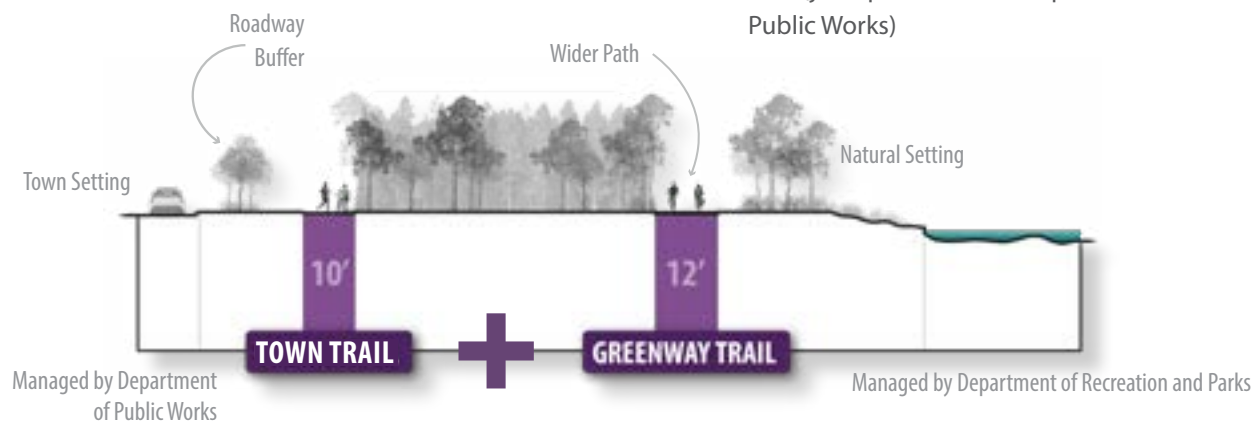 Public Works)
Roadway
Buffer
Wider Path
Natural Setting
Town Setting
10’
12’
TOWN TRAIL
GREENWAY TRAIL
Managed by Department
of Public Works
Managed by Department of Recreation and Parks